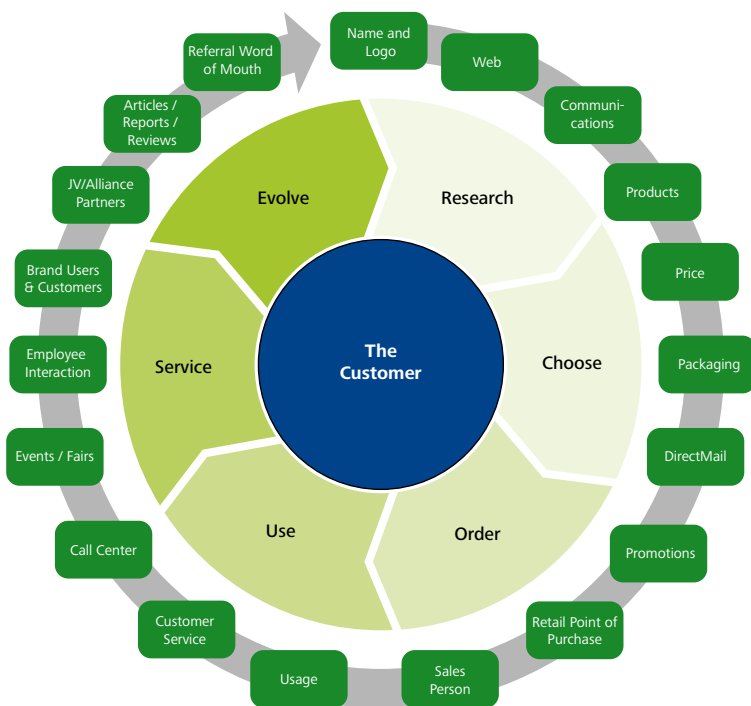 Name and
Logo
Web
Communi-
cations
Products
Price
Packaging
DirectMail
Promotions
Retail Point of
Purchase
Sales
Person
Usage
Customer
Service
Call Center
Events / Fairs
Employee
Interaction
Brand Users
& Customers
JV/Alliance
Partners
Articles /
Reports /
Reviews
Referral Word
of Mouth
Research
Choose
Order
Use
Service
Evolve
The
Customer